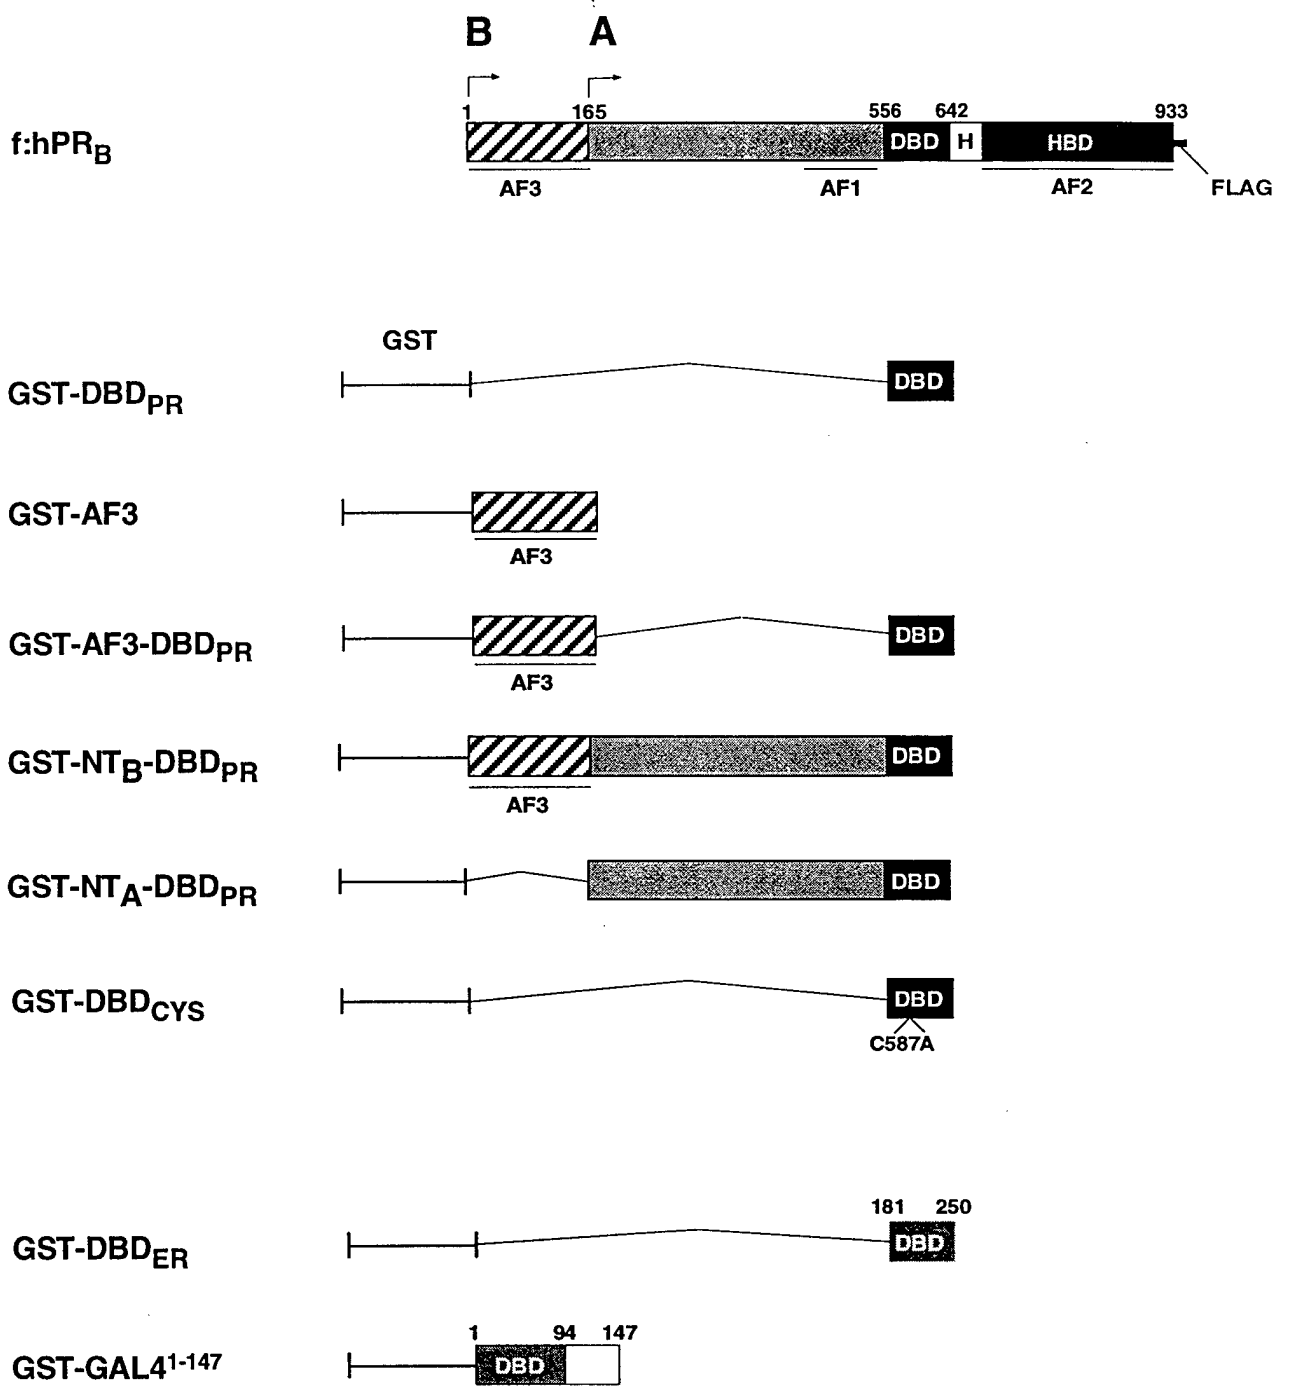 B A
1 165 556 642 933
f:hPRB DBD H HBD
AF3 AF1 AF2 FLAG
GST
GST-DBDPR DBD
GST-AF3
AF3
GST-AF3-DBDPR DBD
AF3
GST-NTB-DBDPR DBD
AF3
GST-NTA-DBDPR DBD
GST-DBDCYS DBD
C587A
181 250
GST-DBDER DBD
1 94 147
GST-GAL41-147 DBD